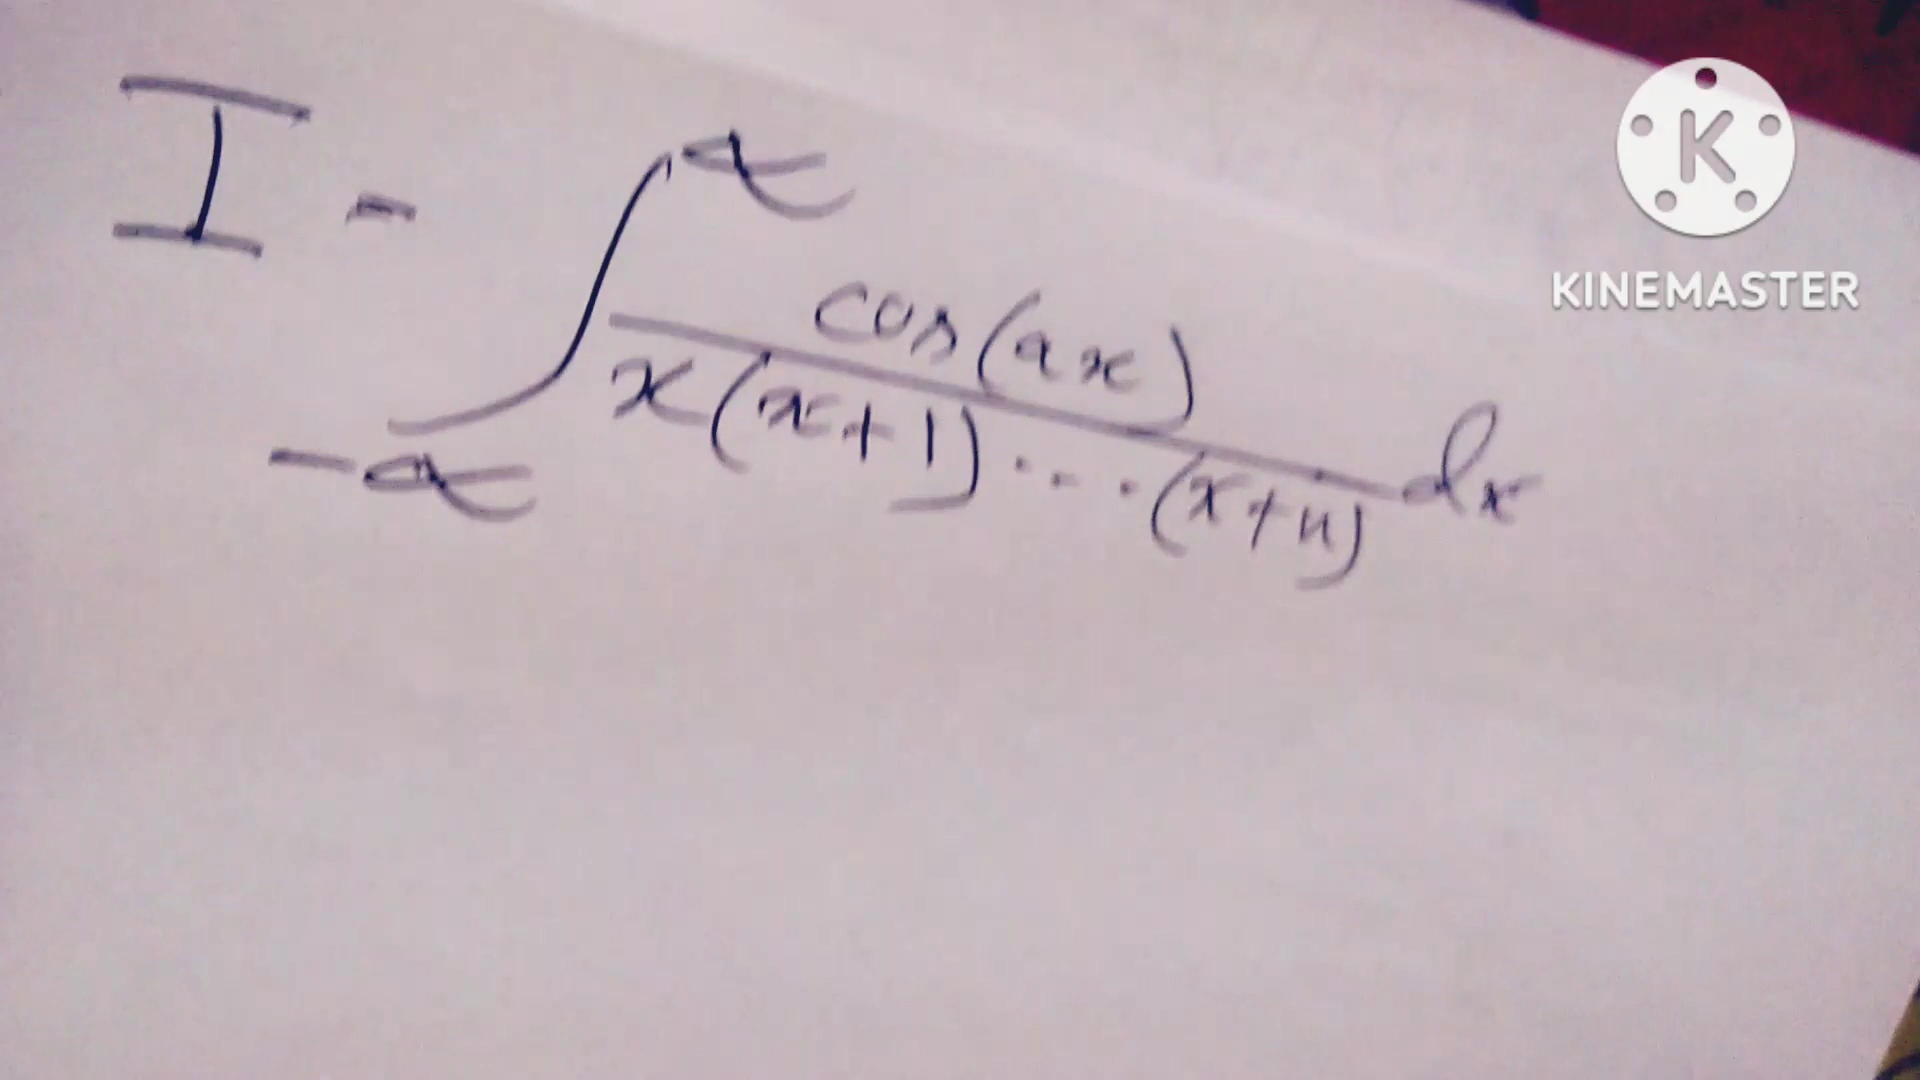 I = ∫_{-∝}^{∝} cos(ax) / x(x+1)...(x+n) dx
K
KINEMASTER